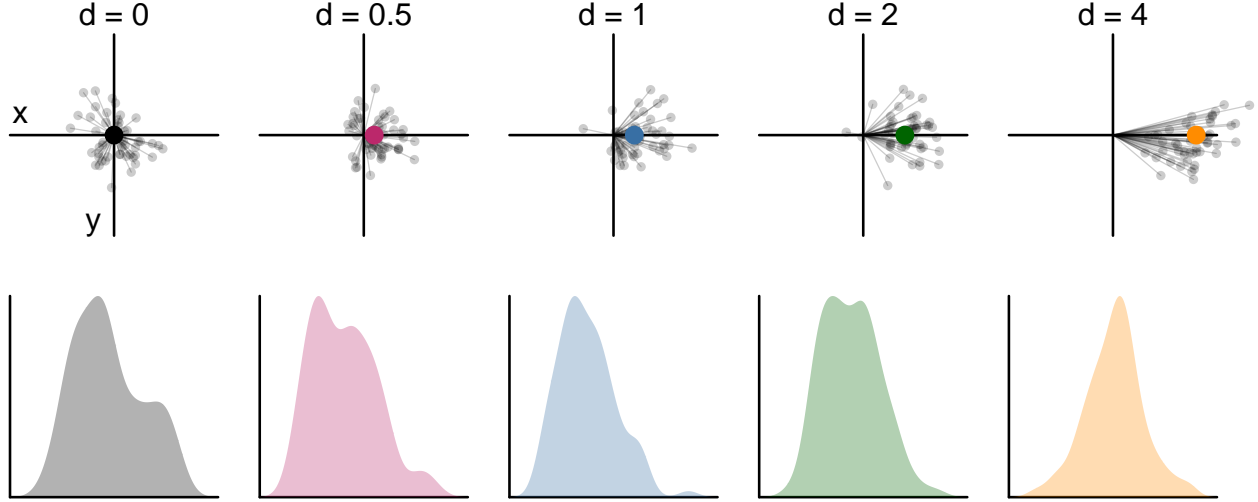 d = 0
d = 0.5
d = 1
d = 2
d = 4
x
y